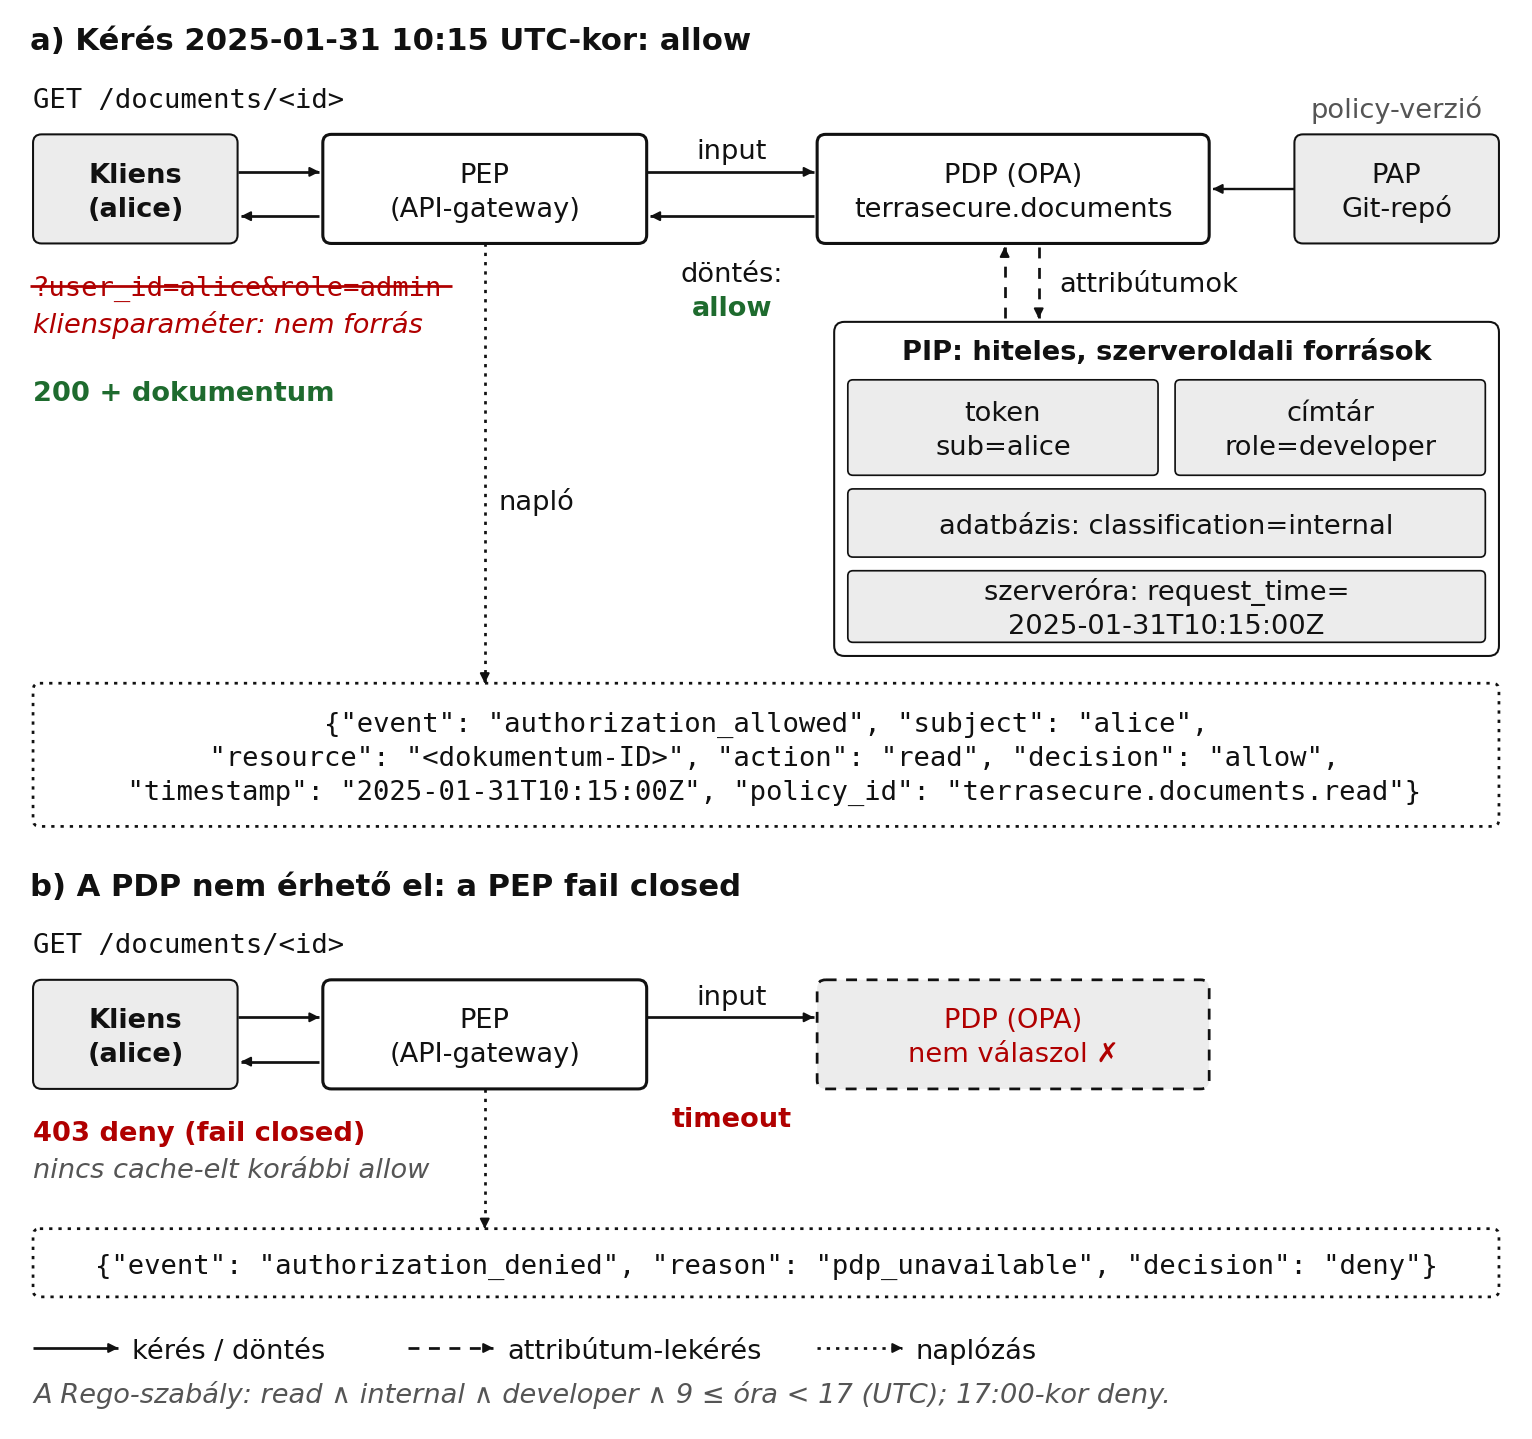 a) Kérés 2025-01-31 10:15 UTC-kor: allow
GET /documents/<id>
policy-verzió
Kliens
(alice)
PEP
(API-gateway)
input
PDP (OPA)
terrasecure.documents
PAP
Git-repó
?user_id=alice&role=admin
kliensparaméter: nem forrás
200 + dokumentum
döntés:
allow
attribútumok
PIP: hiteles, szerveroldali források
token
sub=alice
címtár
role=developer
adatbázis: classification=internal
szerveróra: request_time=
2025-01-31T10:15:00Z
napló
{"event": "authorization_allowed", "subject": "alice",
"resource": "<dokumentum-ID>", "action": "read", "decision": "allow",
"timestamp": "2025-01-31T10:15:00Z", "policy_id": "terrasecure.documents.read"}
b) A PDP nem érhető el: a PEP fail closed
GET /documents/<id>
Kliens
(alice)
PEP
(API-gateway)
input
PDP (OPA)
nem válaszol ✗
timeout
403 deny (fail closed)
nincs cache-elt korábbi allow
{"event": "authorization_denied", "reason": "pdp_unavailable", "decision": "deny"}
kérés / döntés
attribútum-lekérés
naplózás
A Rego-szabály: read ∧ internal ∧ developer ∧ 9 ≤ óra < 17 (UTC); 17:00-kor deny.